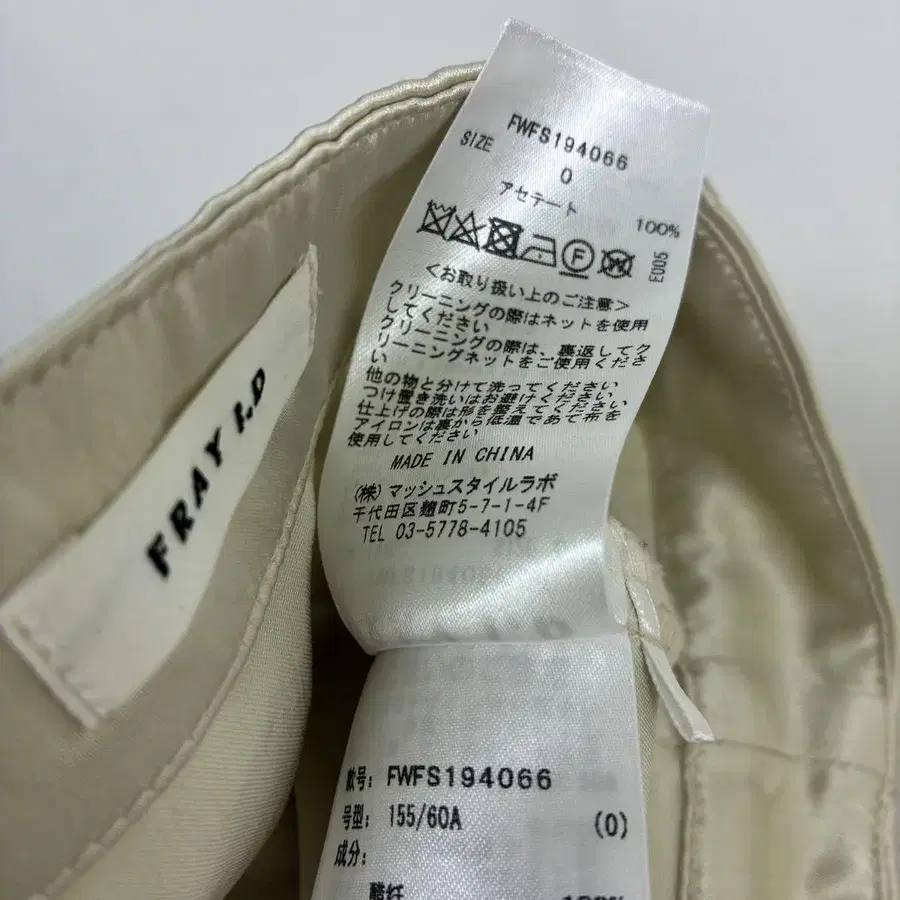 FRAY I.D
FWFS194066
SIZE 0
アセテート 100%
E005
<お取り扱い上のご注意>
クリーニングの際はネットを使用
してください
クリーニングの際は、裏返してク
リーニングネットをご使用くださ
い
他の物と分けて洗ってください
つけ置き洗いはお避けください
仕上げの際は形を整えてください
アイロンは裏から低温であて布を
使用してください
MADE IN CHINA
(株)マッシュスタイルラボ
千代田区麹町5-7-1-4F
TEL 03-5778-4105
款号: FWFS194066
号型: 155/60A (0)
成分:
醋纤 100%